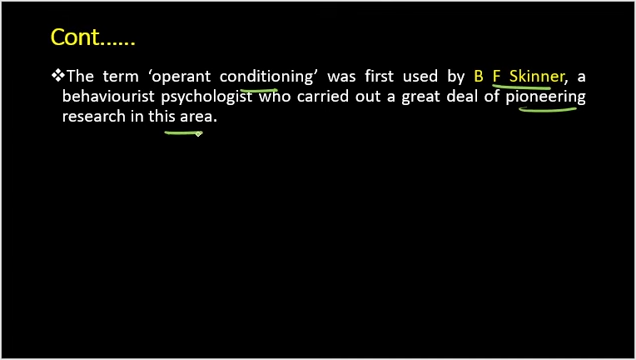 Cont......
❖The term ‘operant conditioning’ was first used by B F Skinner, a
behaviourist psychologist who carried out a great deal of pioneering
research in this area.